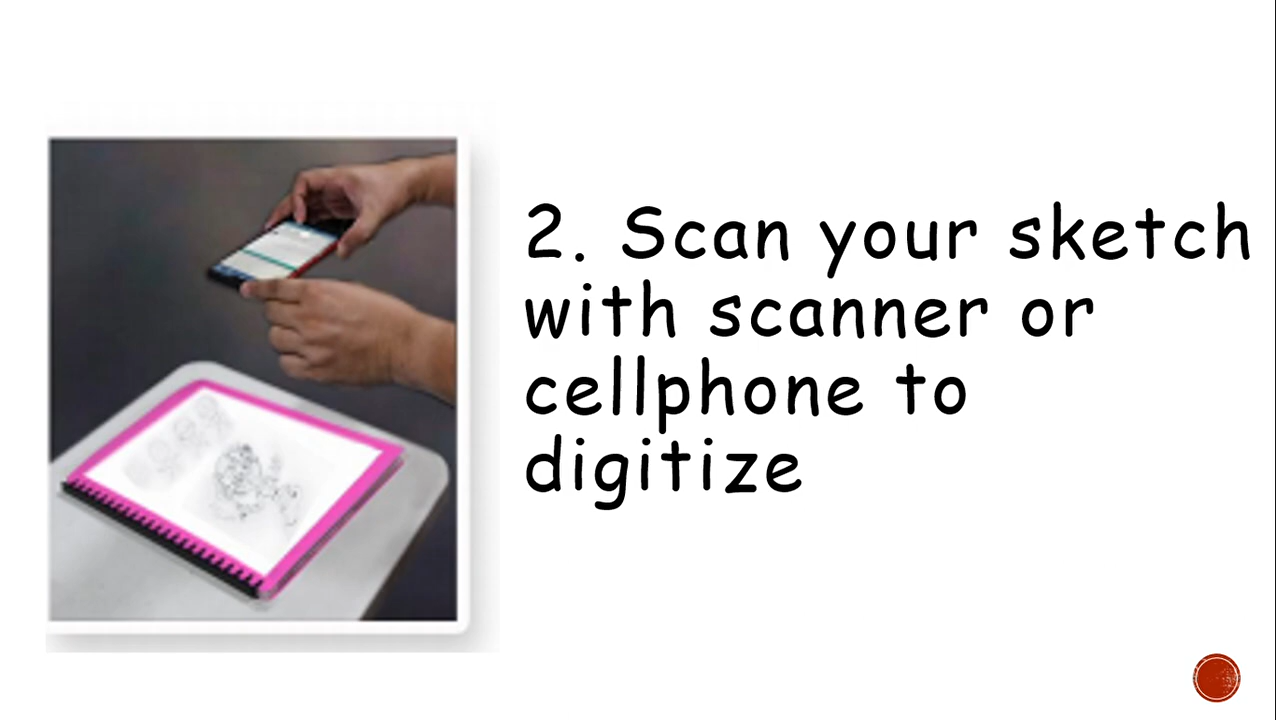 2. Scan your sketch
with scanner or
cellphone to
digitize